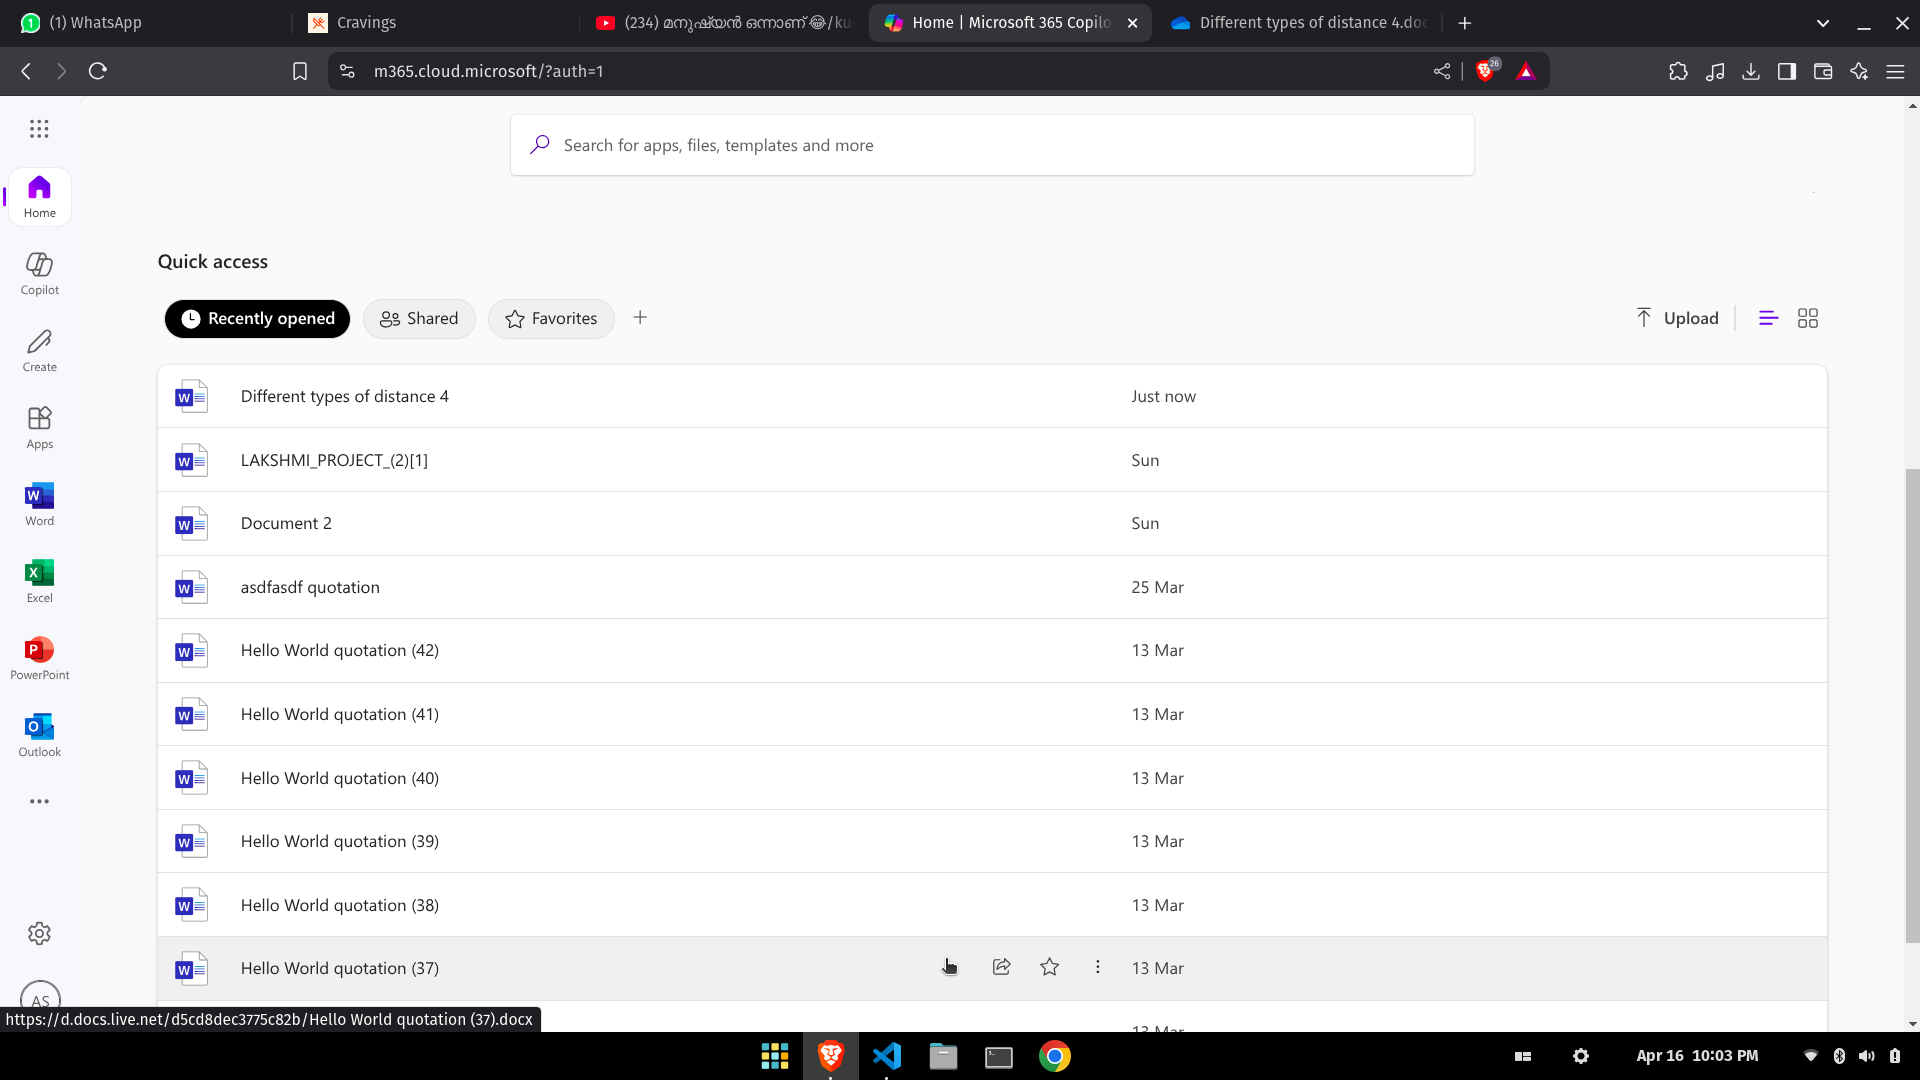 (1) WhatsApp
Cravings
(234) മനുഷ്യൻ ഒന്നാണ് 😂/ku
Home | Microsoft 365 Copilo
Different types of distance 4.doc
m365.cloud.microsoft/?auth=1
26
Search for apps, files, templates and more
Home
Copilot
Create
Apps
Word
Excel
PowerPoint
Outlook
AS
Quick access
Recently opened
Shared
Favorites
Upload
Different types of distance 4 Just now
LAKSHMI_PROJECT_(2)[1] Sun
Document 2 Sun
asdfasdf quotation 25 Mar
Hello World quotation (42) 13 Mar
Hello World quotation (41) 13 Mar
Hello World quotation (40) 13 Mar
Hello World quotation (39) 13 Mar
Hello World quotation (38) 13 Mar
Hello World quotation (37) 13 Mar
13 Mar
https://d.docs.live.net/d5cd8dec3775c82b/Hello World quotation (37).docx
Apr 16 10:03 PM